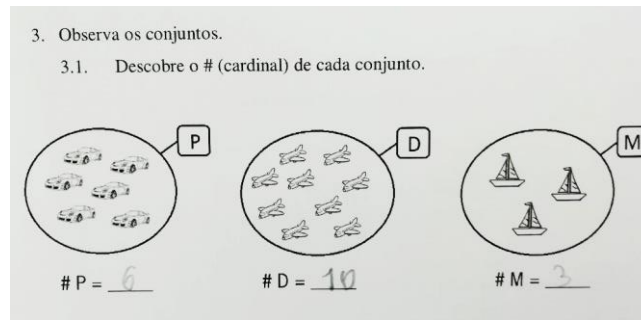 3. Observa os conjuntos.
3.1. Descobre o # (cardinal) de cada conjunto.
P
D
M
# P = 6
# D = 10
# M = 3